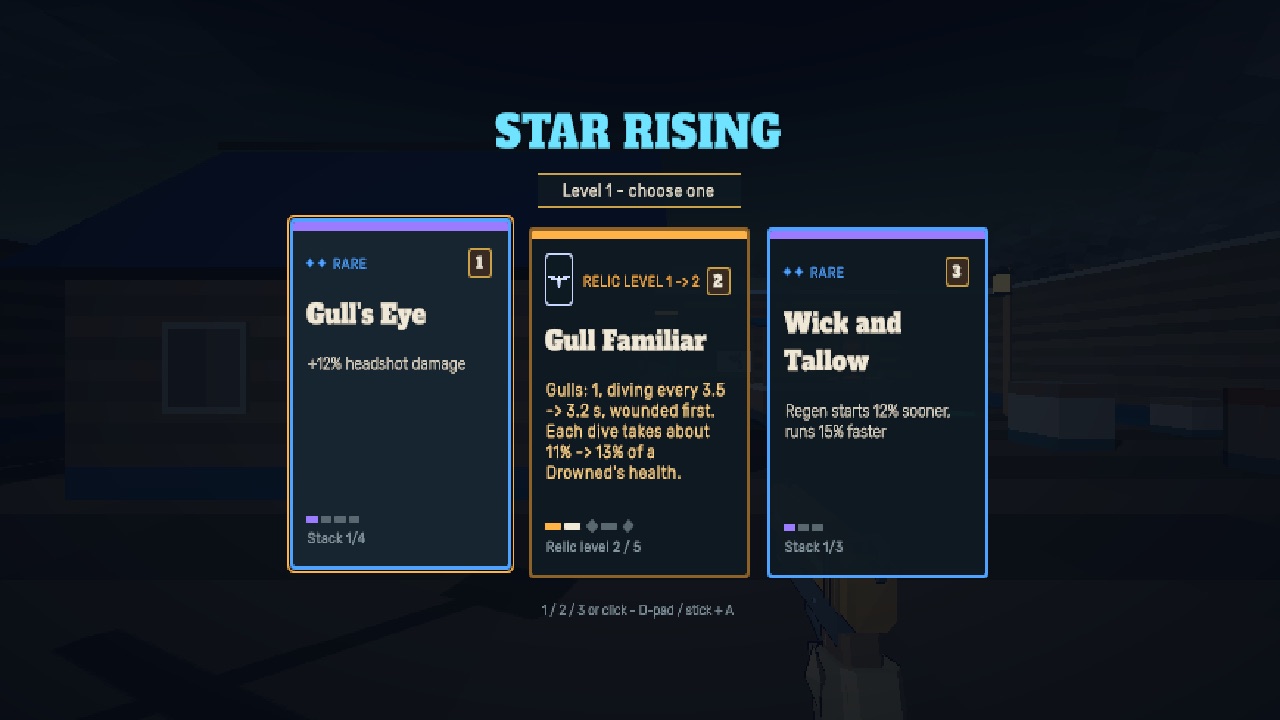 STAR RISING
Level 1 - choose one
✦✦ RARE
1
Gull's Eye
+12% headshot damage
Stack 1/4
RELIC LEVEL 1 -> 2
2
Gull Familiar
Gulls: 1, diving every 3.5
-> 3.2 s, wounded first.
Each dive takes about
11% -> 13% of a
Drowned's health.
Relic level 2 / 5
✦✦ RARE
3
Wick and
Tallow
Regen starts 12% sooner,
runs 15% faster
Stack 1/3
1 / 2 / 3 or click - D-pad / stick + A